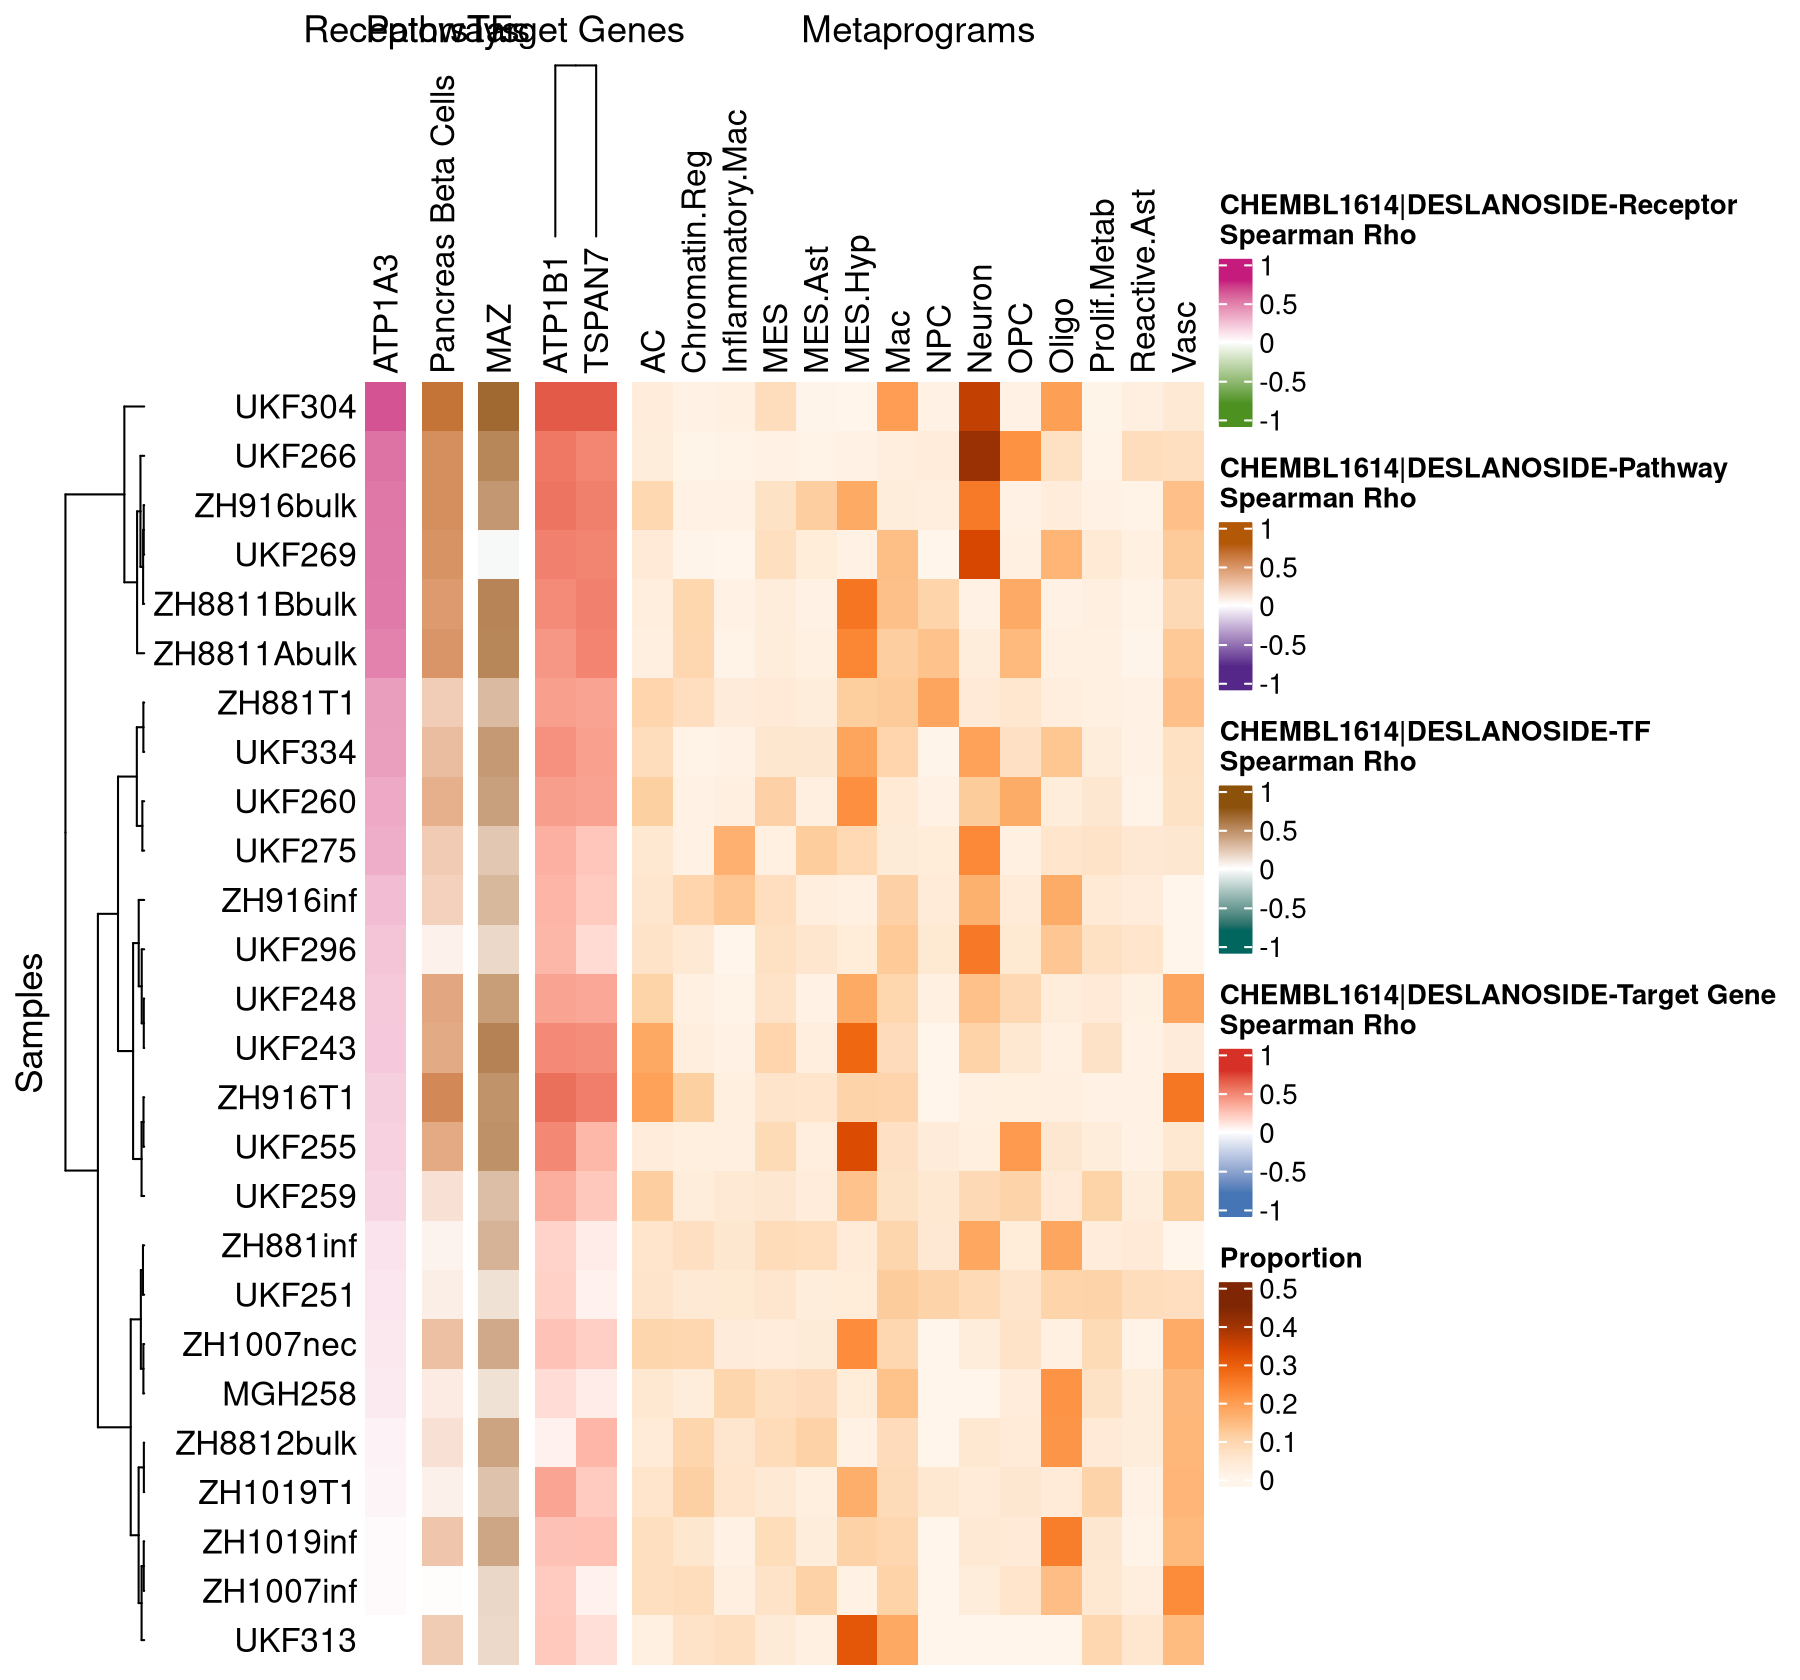 Receptors Pathways TFs Target Genes Metaprograms
ATP1A3
Pancreas Beta Cells
MAZ
ATP1B1
TSPAN7
AC
Chromatin.Reg
Inflammatory.Mac
MES
MES.Ast
MES.Hyp
Mac
NPC
Neuron
OPC
Oligo
Prolif.Metab
Reactive.Ast
Vasc
Samples
UKF304
UKF266
ZH916bulk
UKF269
ZH8811Bbulk
ZH8811Abulk
ZH881T1
UKF334
UKF260
UKF275
ZH916inf
UKF296
UKF248
UKF243
ZH916T1
UKF255
UKF259
ZH881inf
UKF251
ZH1007nec
MGH258
ZH8812bulk
ZH1019T1
ZH1019inf
ZH1007inf
UKF313
CHEMBL1614|DESLANOSIDE-Receptor
Spearman Rho
1
0.5
0
-0.5
-1
CHEMBL1614|DESLANOSIDE-Pathway
Spearman Rho
1
0.5
0
-0.5
-1
CHEMBL1614|DESLANOSIDE-TF
Spearman Rho
1
0.5
0
-0.5
-1
CHEMBL1614|DESLANOSIDE-Target Gene
Spearman Rho
1
0.5
0
-0.5
-1
Proportion
0.5
0.4
0.3
0.2
0.1
0